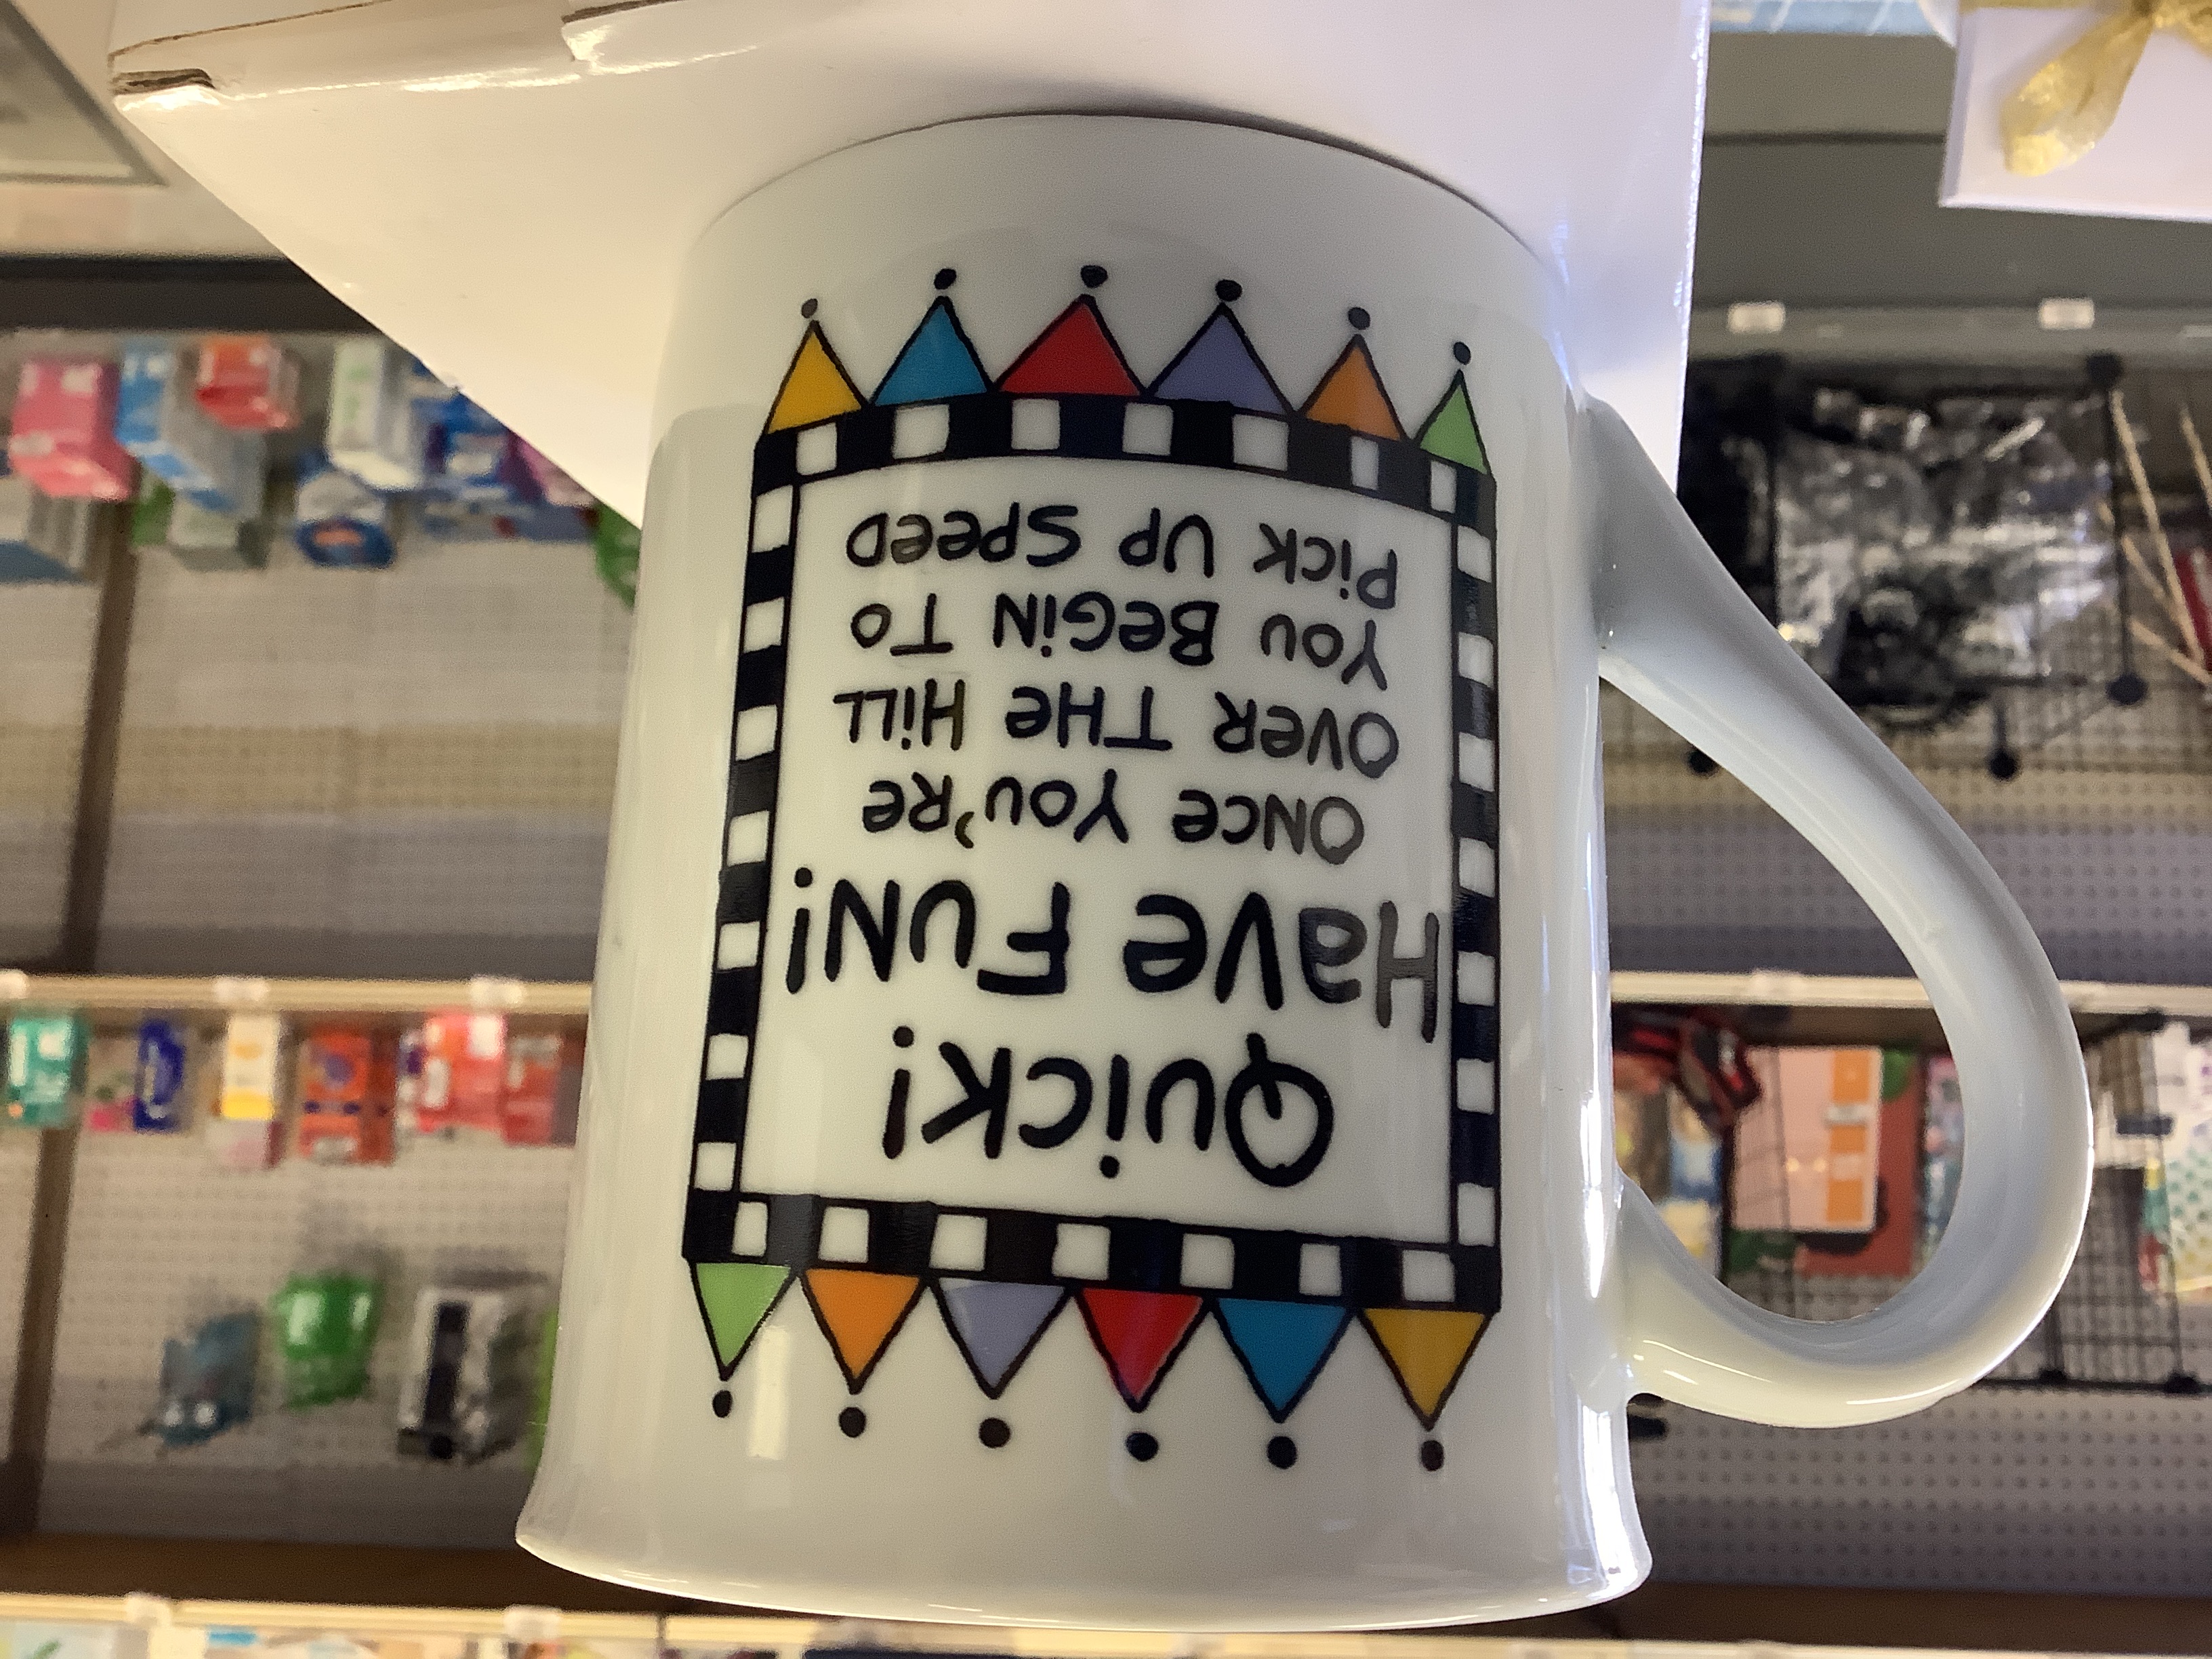 Quick!
Have Fun!
Once You're
Over The Hill
You Begin To
Pick Up Speed